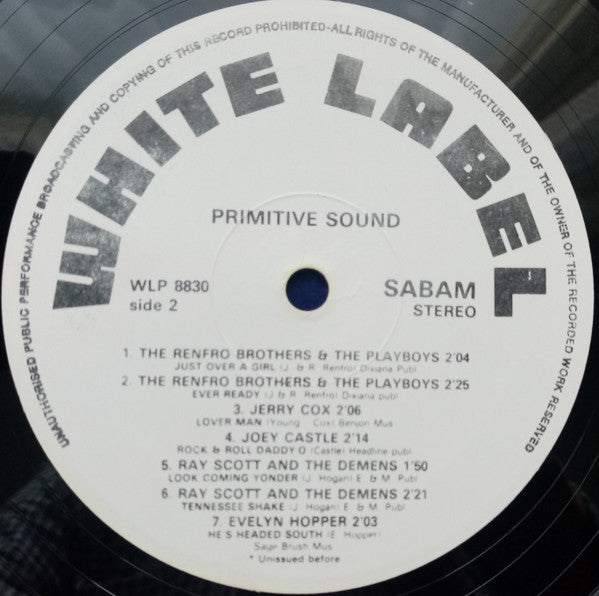 UNAUTHORISED PUBLIC PERFORMANCE BROADCASTING AND COPYING OF THIS RECORD PROHIBITED-ALL RIGHTS OF THE MANUFACTURER AND OF THE OWNER OF THE RECORDED WORK RESERVED
WHITE LABEL
PRIMITIVE SOUND
WLP 8830
side 2
SABAM
STEREO
1. THE RENFRO BROTHERS & THE PLAYBOYS 2'04
JUST OVER A GIRL (J. & R. Renfro) Dixiana Publ
2. THE RENFRO BROTHERS & THE PLAYBOYS 2'25
EVER READY (J & R. Renfro) Dixiana publ
3. JERRY COX 2'06
LOVER MAN (Young Cox) Benjon Mus
4. JOEY CASTLE 2'14
ROCK & ROLL DADDY O (Castle) Headline publ
5. RAY SCOTT AND THE DEMENS 1'50
LOOK COMING YONDER (J. Hogan) E & M. Publ
6. RAY SCOTT AND THE DEMENS 2'21
TENNESSEE SHAKE (J. Hogan) E & M. Publ
7. EVELYN HOPPER 2'03
HE'S HEADED SOUTH (E. Hopper)
Sage Brush Mus
* Unissued before